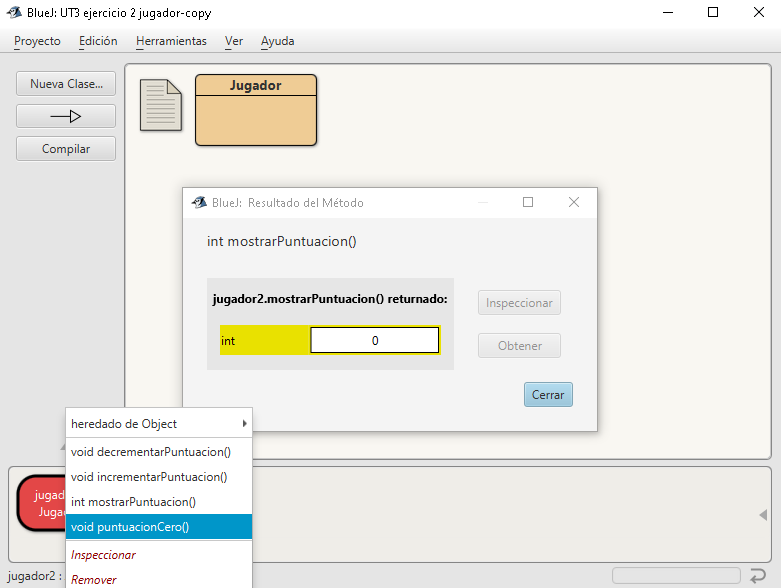 BlueJ: UT3 ejercicio 2 jugador-copy
Proyecto Edición Herramientas Ver Ayuda
Nueva Clase...
Compilar
Jugador
BlueJ: Resultado del Método
int mostrarPuntuacion()
jugador2.mostrarPuntuacion() returnado:
int 0
Inspeccionar
Obtener
Cerrar
heredado de Object
void decrementarPuntuacion()
void incrementarPuntuacion()
int mostrarPuntuacion()
void puntuacionCero()
Inspeccionar
Remover
jugad
Jugad
jugador2 :